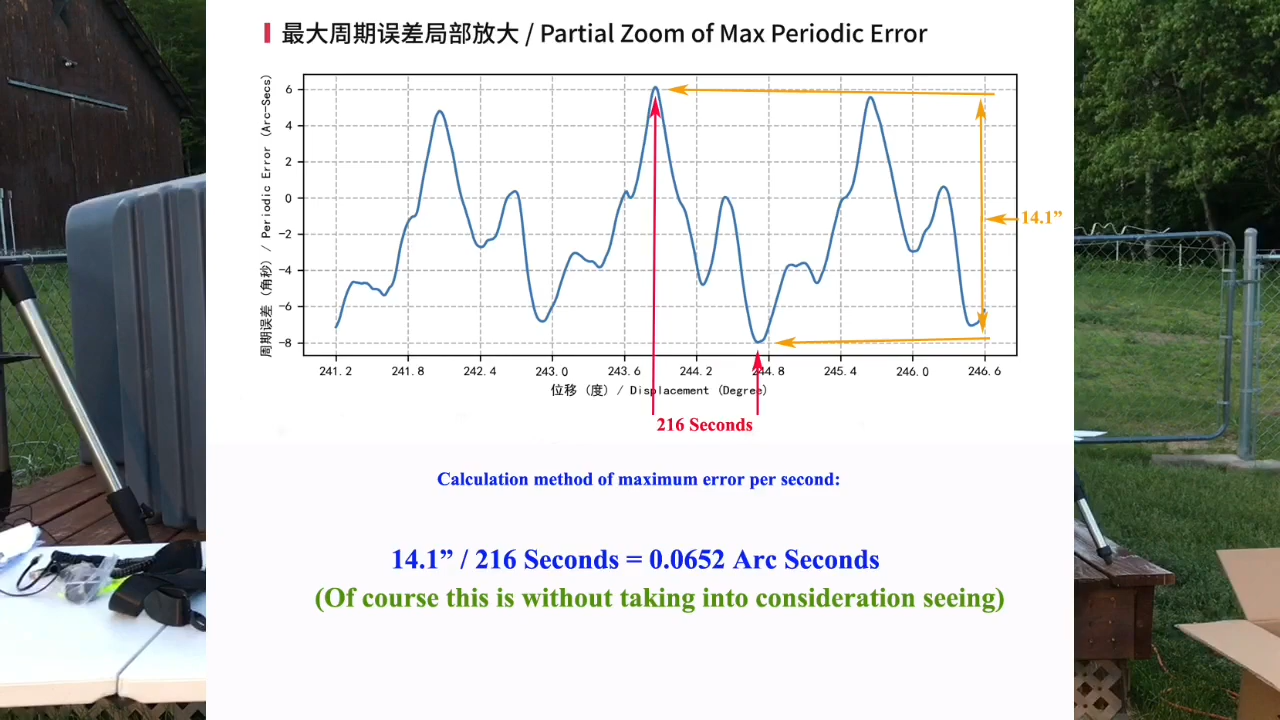 最大周期误差局部放大 / Partial Zoom of Max Periodic Error
周期误差 (角秒) / Periodic Error (Arc-Secs)
6
4
2
0
−2
−4
−6
−8
14.1”
241.2 241.8 242.4 243.0 243.6 244.2 244.8 245.4 246.0 246.6
位移 (度) / Displacement (Degree)
216 Seconds
Calculation method of maximum error per second:
14.1” / 216 Seconds = 0.0652 Arc Seconds
(Of course this is without taking into consideration seeing)